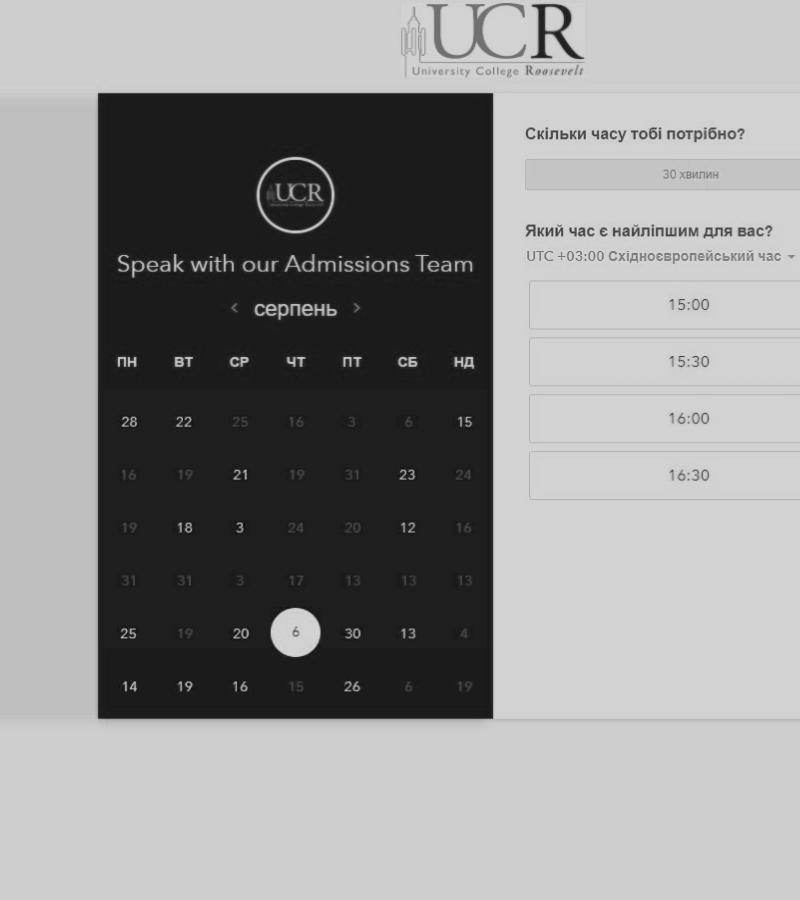 UCR
University College Roosevelt
UCR
Speak with our Admissions Team
серпень
ПН ВТ СР ЧТ ПТ СБ НД
28 22 25 16 3 6 15
16 19 21 19 31 23 24
19 18 3 24 20 12 16
31 31 3 17 13 13 13
25 19 20 6 30 13 4
14 19 16 15 26 6 19
Скільки часу тобі потрібно?
30 хвилин
Який час є найліпшим для вас?
UTC +03:00 Східноєвропейський час
15:00
15:30
16:00
16:30